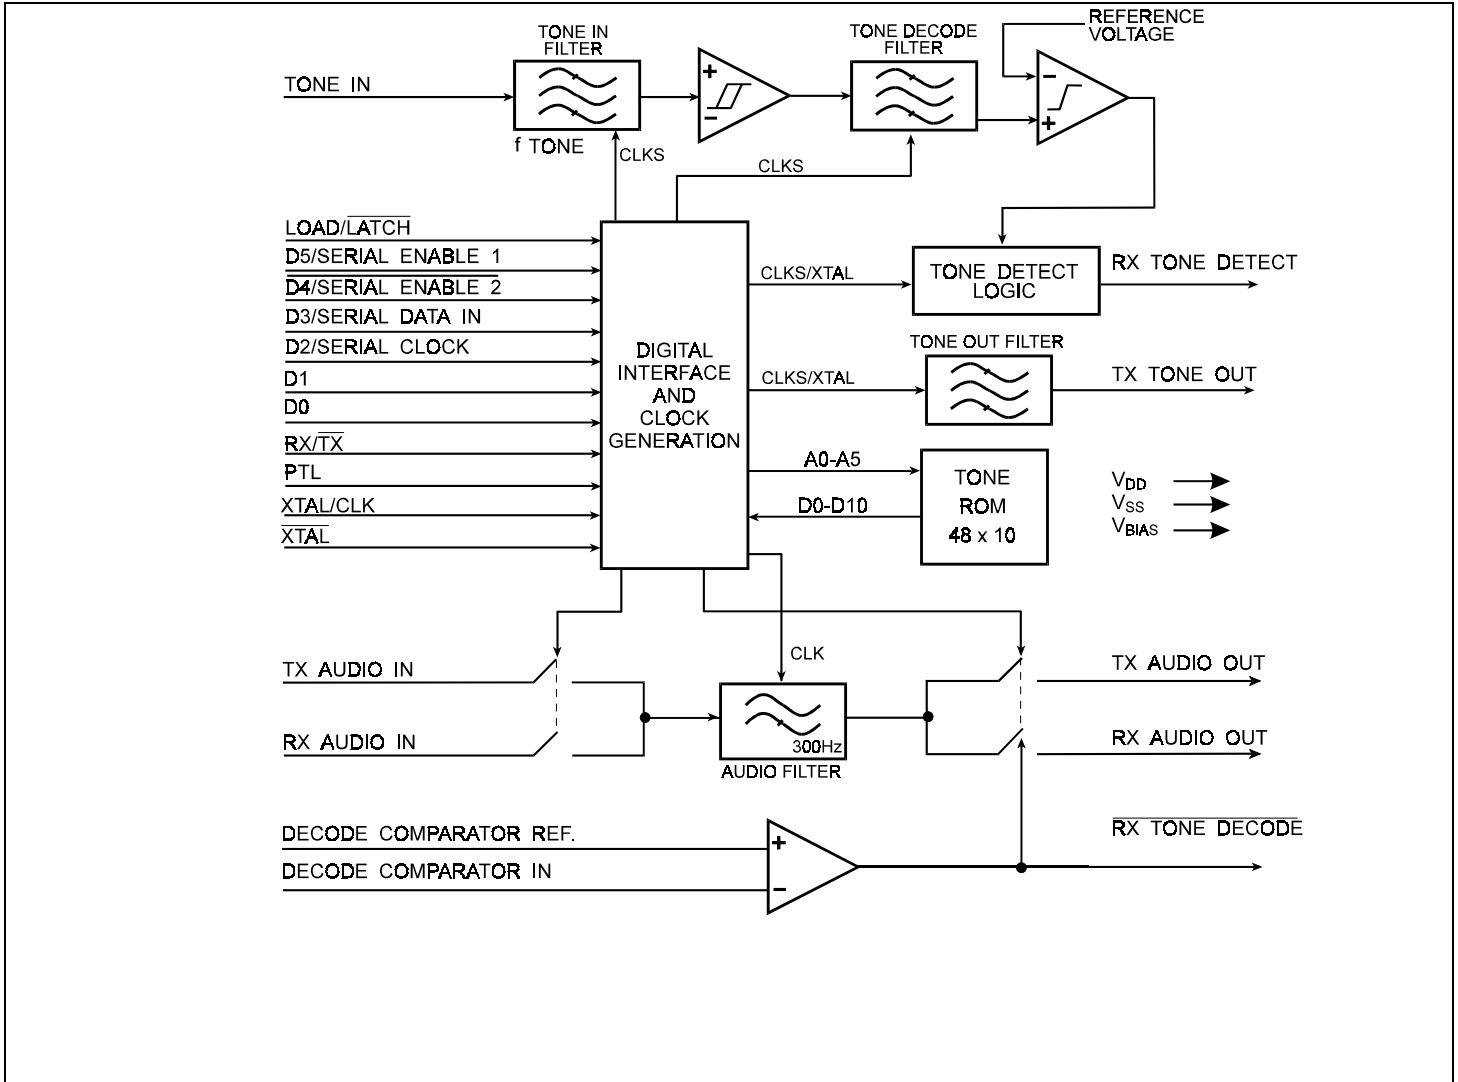 TONE IN
FILTER
TONE DECODE
FILTER
REFERENCE
VOLTAGE
TONE IN
+
−
−
+
f TONE
CLKS
CLKS
LOAD/LATCH
D5/SERIAL ENABLE 1
D4/SERIAL ENABLE 2
D3/SERIAL DATA IN
D2/SERIAL CLOCK
D1
D0
RX/TX
PTL
XTAL/CLK
XTAL
DIGITAL
INTERFACE
AND
CLOCK
GENERATION
CLKS/XTAL
TONE DETECT
LOGIC
RX TONE DETECT
TONE OUT FILTER
CLKS/XTAL
TX TONE OUT
A0-A5
D0-D10
TONE
ROM
48 x 10
VDD
VSS
VBIAS
CLK
TX AUDIO IN
RX AUDIO IN
300Hz
AUDIO FILTER
TX AUDIO OUT
RX AUDIO OUT
DECODE COMPARATOR REF.
DECODE COMPARATOR IN
+
−
RX TONE DECODE